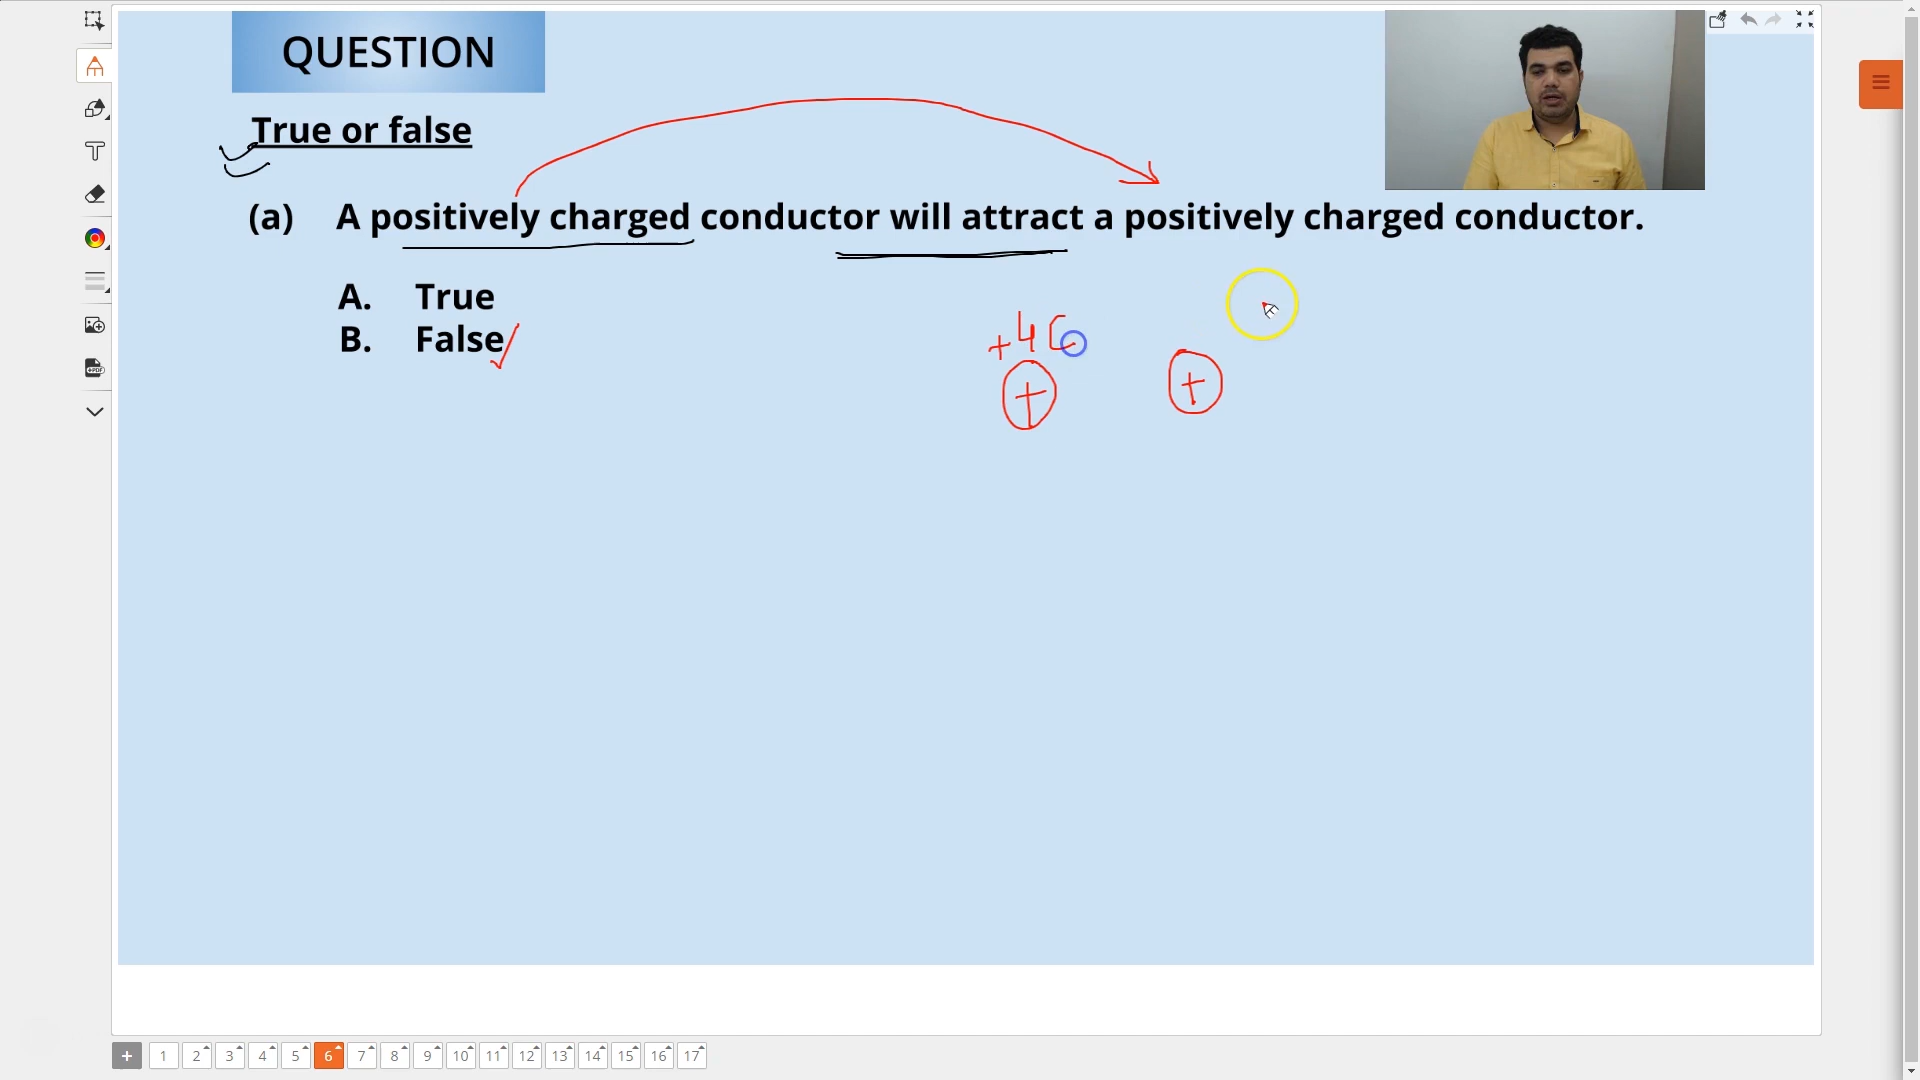 QUESTION
True or false
(a) A positively charged conductor will attract a positively charged conductor.
A. True
B. False
+4C
+ +
T
+PDF
+ 1 2 3 4 5 6 7 8 9 10 11 12 13 14 15 16 17